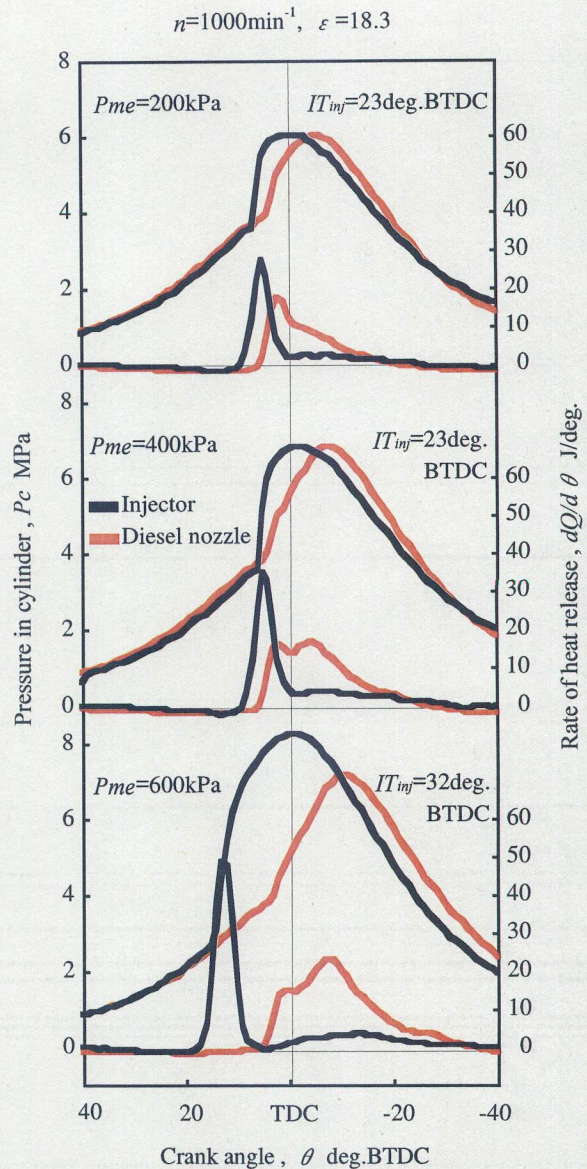 n=1000min⁻¹, ε=18.3
8
Pme=200kPa
ITinj=23deg.BTDC
6
60
50
4
40
30
2
20
10
0
0
8
Pme=400kPa
ITinj=23deg.
BTDC
Injector
Diesel nozzle
6
60
50
4
40
30
2
20
10
0
0
8
Pme=600kPa
ITinj=32deg.
BTDC
6
60
50
4
40
30
2
20
10
0
0
Pressure in cylinder, Pc MPa
Rate of heat release, dQ/d θ J/deg.
40
20
TDC
-20
-40
Crank angle, θ deg.BTDC